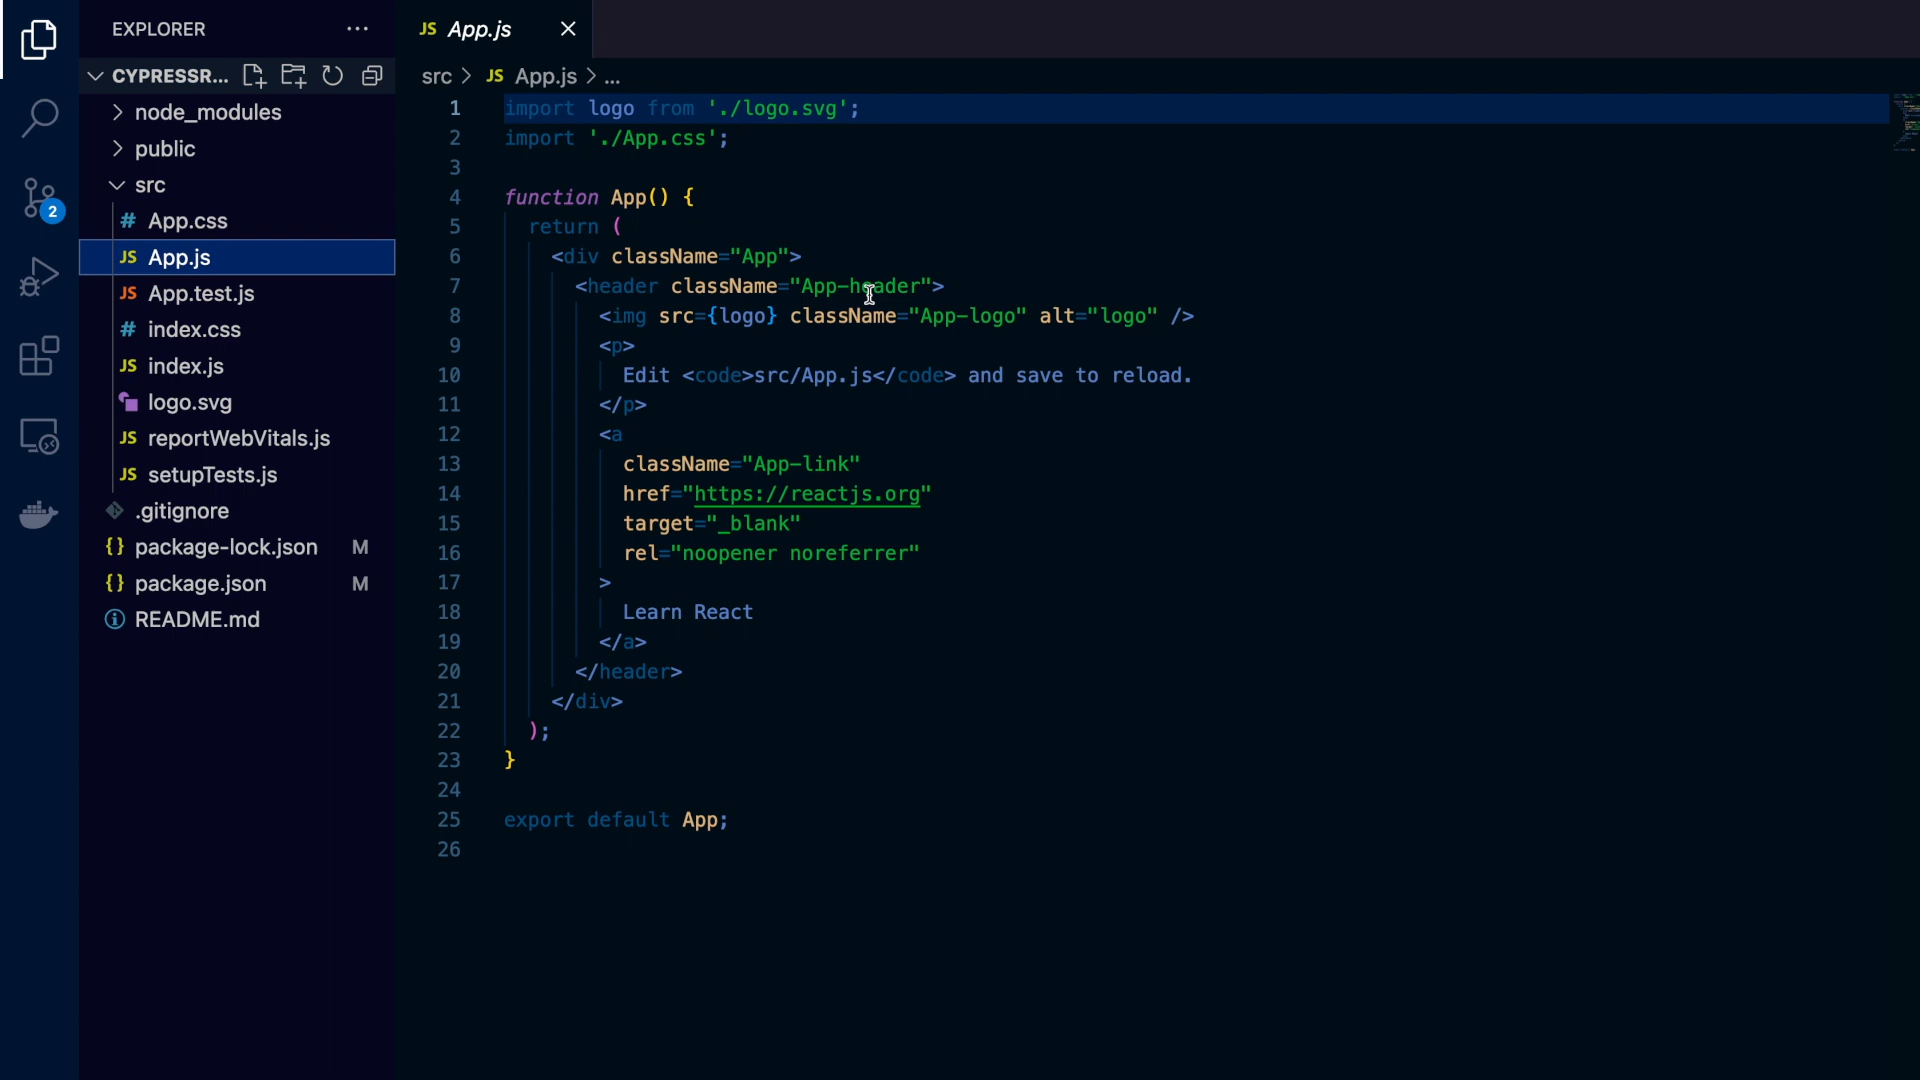 EXPLORER
CYPRESSR...
node_modules
public
src
# App.css
JS App.js
JS App.test.js
# index.css
JS index.js
logo.svg
JS reportWebVitals.js
JS setupTests.js
.gitignore
{} package-lock.json M
{} package.json M
README.md
2
JS App.js
src > JS App.js > ...
1 import logo from './logo.svg';
2 import './App.css';
3
4 function App() {
5 return (
6 <div className="App">
7 <header className="App-header">
8 <img src={logo} className="App-logo" alt="logo" />
9 <p>
10 Edit <code>src/App.js</code> and save to reload.
11 </p>
12 <a
13 className="App-link"
14 href="https://reactjs.org"
15 target="_blank"
16 rel="noopener noreferrer"
17 >
18 Learn React
19 </a>
20 </header>
21 </div>
22 );
23 }
24
25 export default App;
26